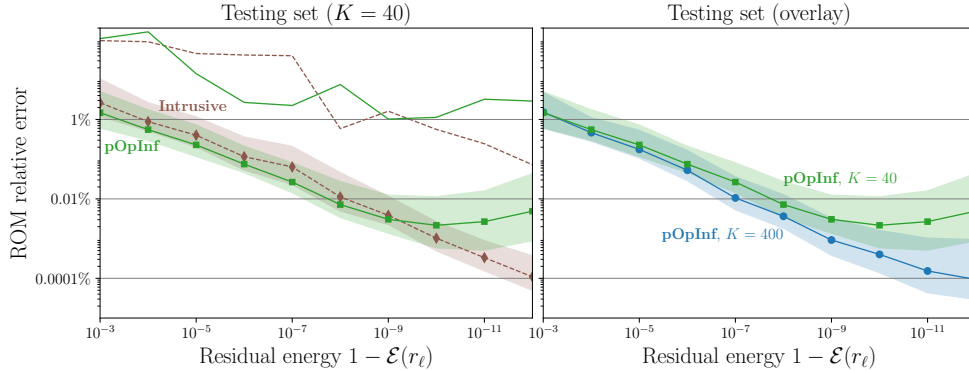 Testing set (K = 40)
Testing set (overlay)
ROM relative error
1%
0.01%
0.0001%
Intrusive
pOpInf
pOpInf, K = 40
pOpInf, K = 400
10⁻³ 10⁻⁵ 10⁻⁷ 10⁻⁹ 10⁻¹¹
10⁻³ 10⁻⁵ 10⁻⁷ 10⁻⁹ 10⁻¹¹
Residual energy 1 − ℰ(r_ℓ)
Residual energy 1 − ℰ(r_ℓ)